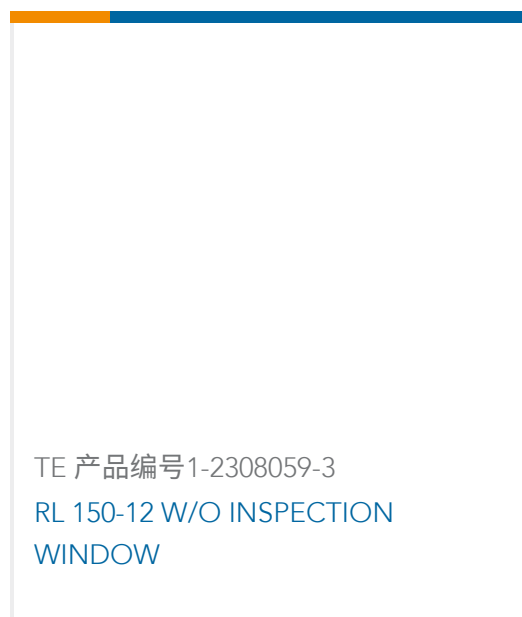 TE 产品编号1-2308059-3
RL 150-12 W/O INSPECTION
WINDOW